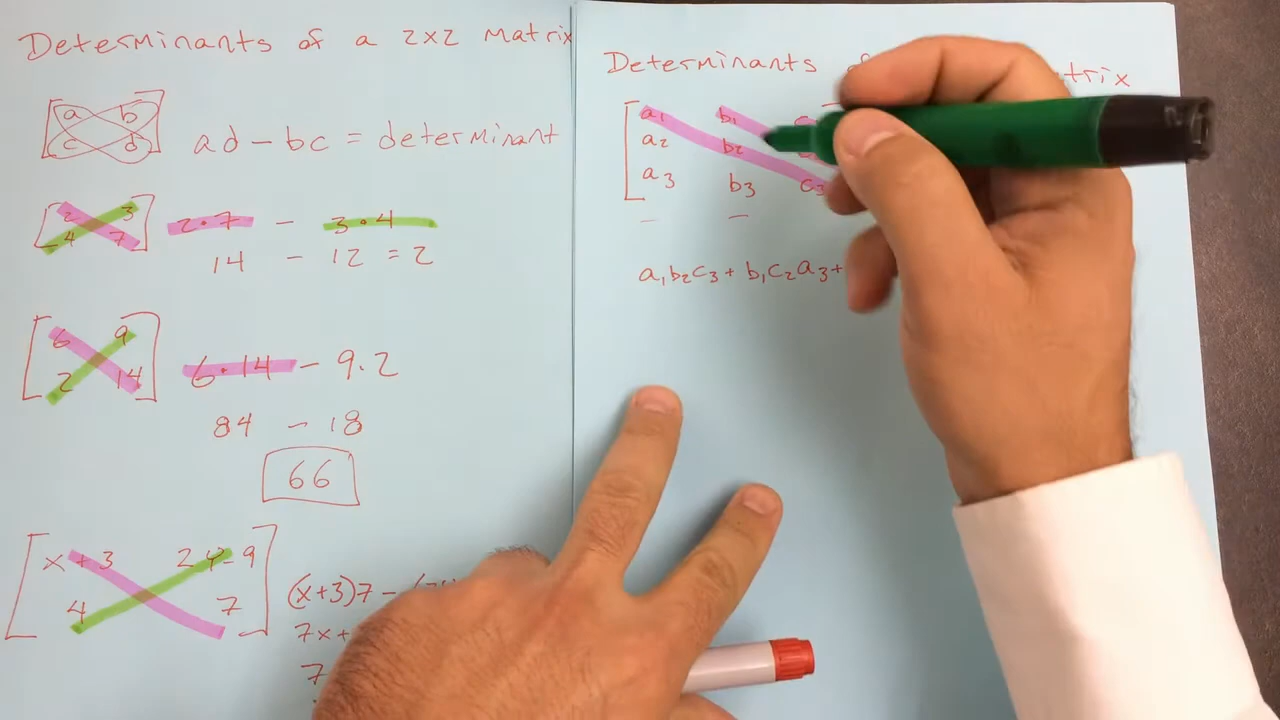 Determinants of a 2x2 matrix
a b
c d
ad - bc = determinant
2 3
4 7
2·7 - 3·4
14 - 12 = 2
6 9
2 14
6·14 - 9.2
84 - 18
66
x+3 2y-9
4 7
(x+3)7 -
7x+
7
Determinants
a₁ b₁
a₂ b₂
a₃ b₃ c₃
a₁b₂c₃ + b₁c₂a₃ +